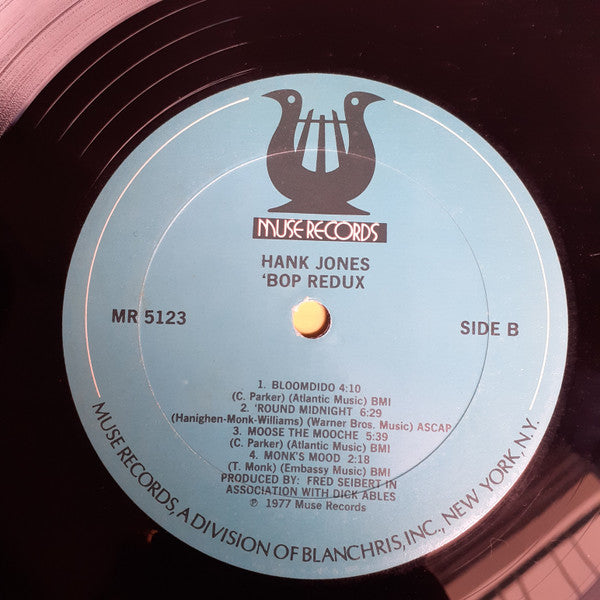 MUSE RECORDS
HANK JONES
'BOP REDUX
MR 5123
SIDE B
1. BLOOMDIDO 4:10
(C. Parker) (Atlantic Music) BMI
2. 'ROUND MIDNIGHT 6:29
(Hanighen-Monk-Williams) (Warner Bros. Music) ASCAP
3. MOOSE THE MOOCHE 5:39
(C. Parker) (Atlantic Music) BMI
4. MONK'S MOOD 2:18
(T. Monk) (Embassy Music) BMI
PRODUCED BY: FRED SEIBERT IN
ASSOCIATION WITH DICK ABLES
℗ 1977 Muse Records
MUSE RECORDS, A DIVISION OF BLANCHRIS, INC., NEW YORK, N.Y.